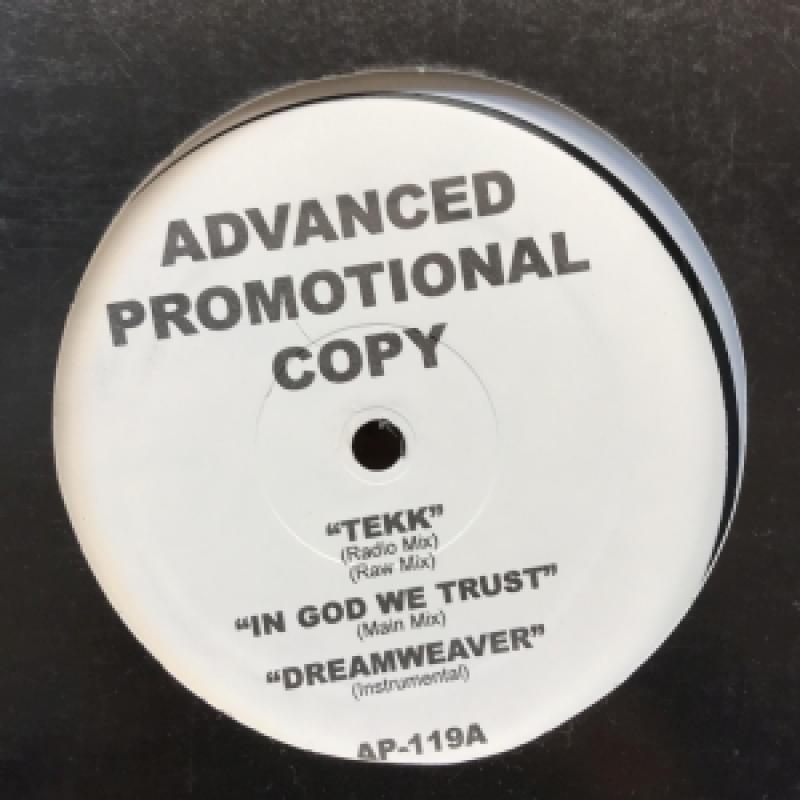 ADVANCED
PROMOTIONAL
COPY
“TEKK”
(Radio Mix)
(Raw Mix)
“IN GOD WE TRUST”
(Main Mix)
“DREAMWEAVER”
(Instrumental)
AP-119A